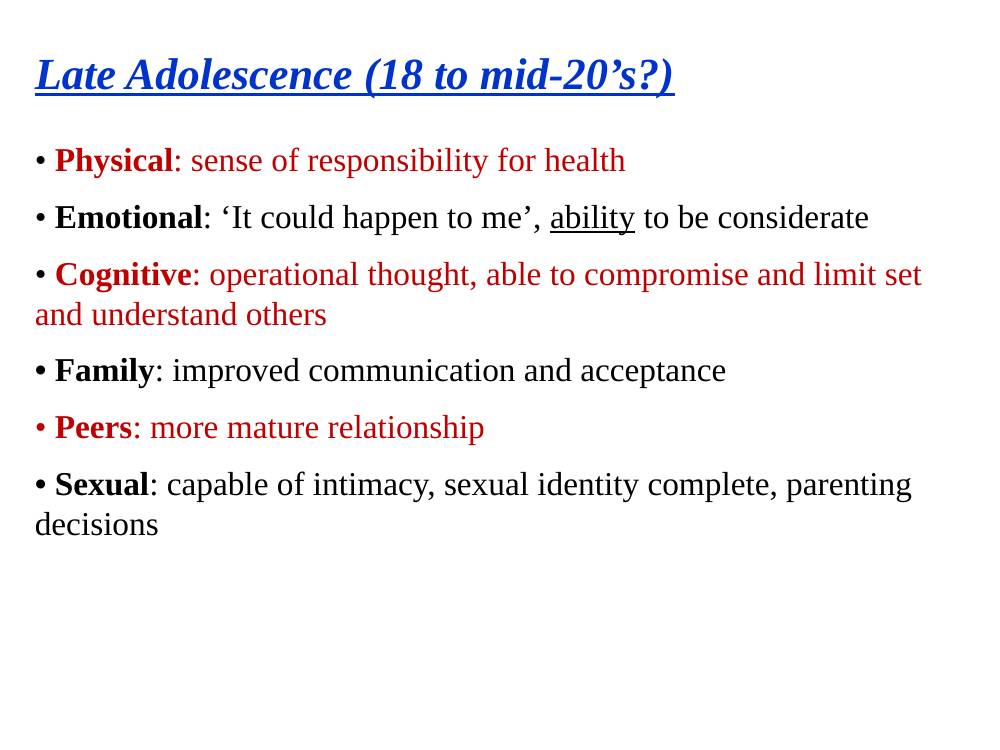 Late Adolescence (18 to mid-20’s?)
• Physical: sense of responsibility for health
• Emotional: ‘It could happen to me’, ability to be considerate
• Cognitive: operational thought, able to compromise and limit set
and understand others
• Family: improved communication and acceptance
• Peers: more mature relationship
• Sexual: capable of intimacy, sexual identity complete, parenting
decisions